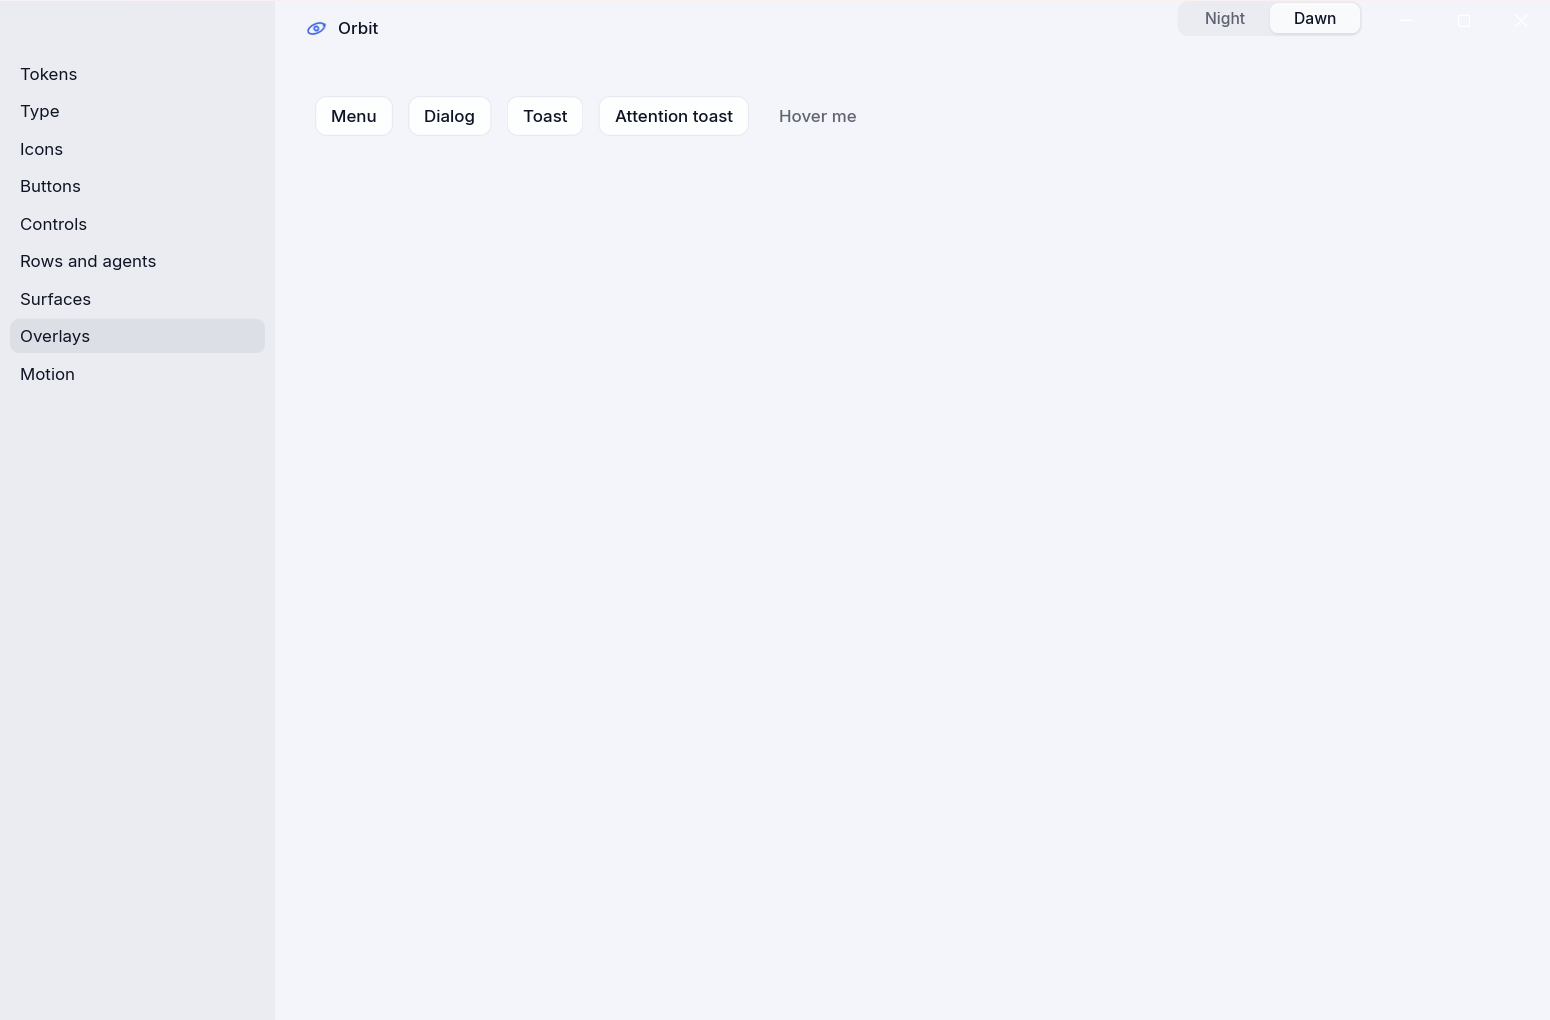 Orbit
Night
Dawn
Tokens
Type
Icons
Buttons
Controls
Rows and agents
Surfaces
Overlays
Motion
Menu
Dialog
Toast
Attention toast
Hover me